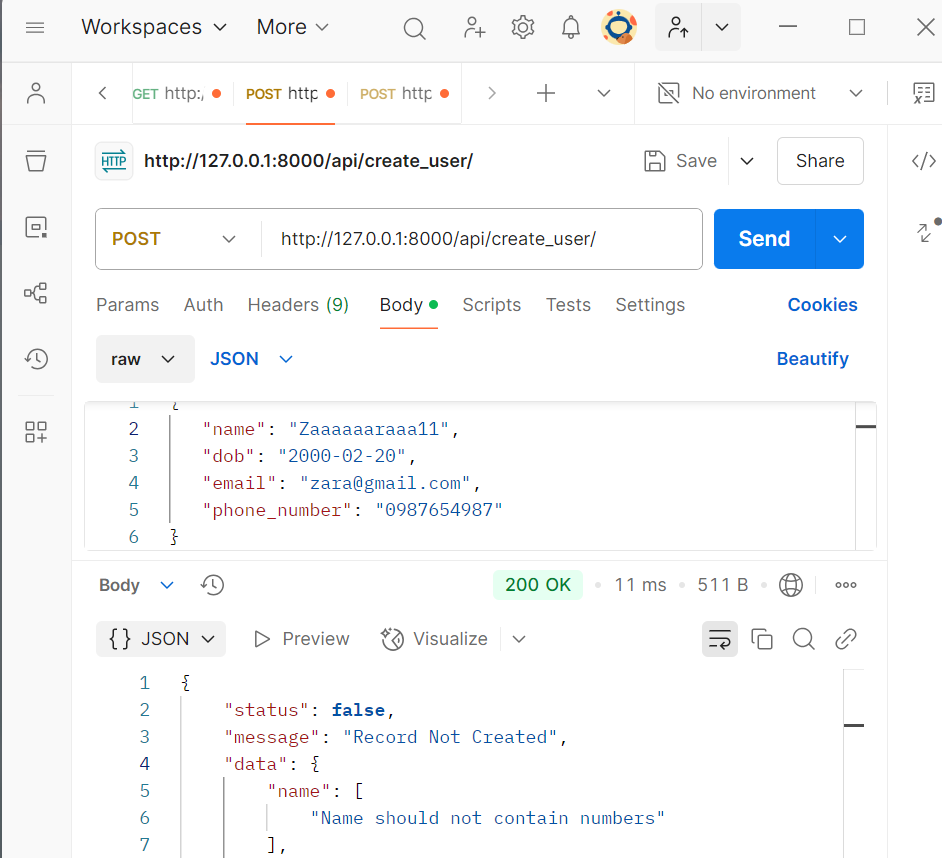 Workspaces More
GET http:/ POST http POST http No environment
HTTP http://127.0.0.1:8000/api/create_user/ Save Share
POST http://127.0.0.1:8000/api/create_user/ Send
Params Auth Headers (9) Body Scripts Tests Settings Cookies
raw JSON Beautify
1 {
2 "name": "Zaaaaaaraaa11",
3 "dob": "2000-02-20",
4 "email": "zara@gmail.com",
5 "phone_number": "0987654987"
6 }
Body 200 OK 11 ms 511 B
{} JSON Preview Visualize
1 {
2 "status": false,
3 "message": "Record Not Created",
4 "data": {
5 "name": [
6 "Name should not contain numbers"
7 ],